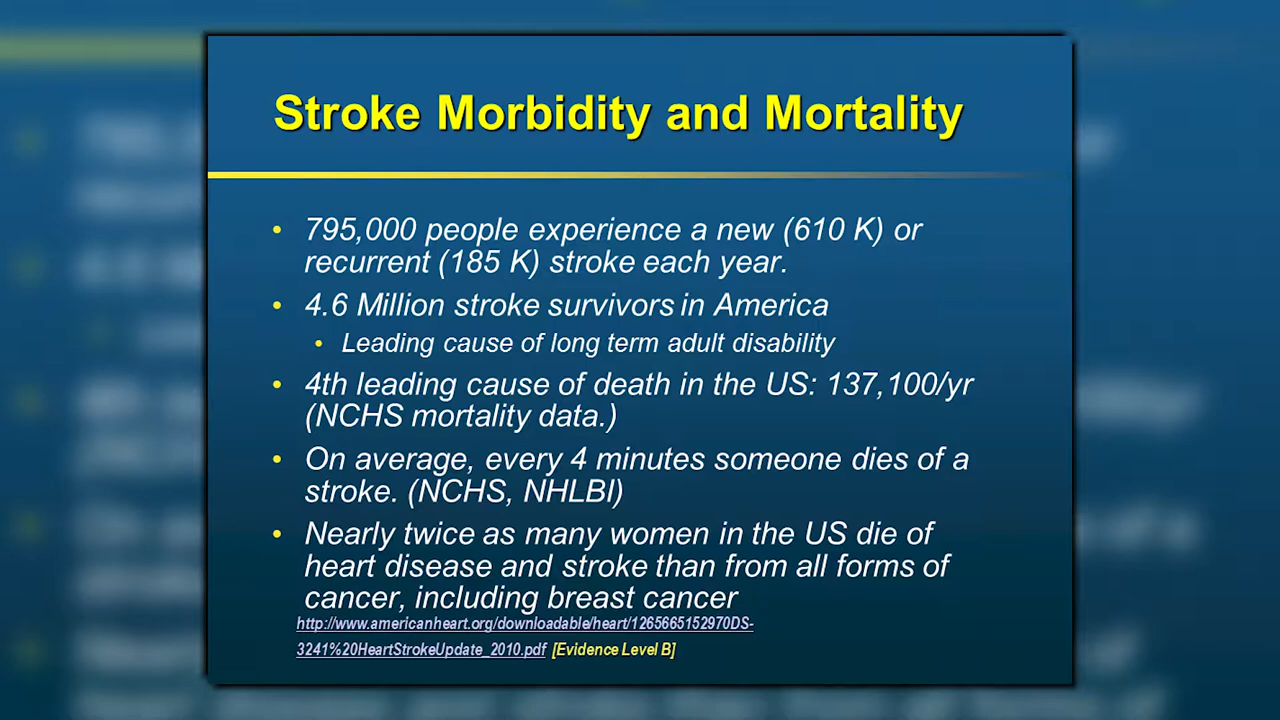 Stroke Morbidity and Mortality
• 795,000 people experience a new (610 K) or
recurrent (185 K) stroke each year.
• 4.6 Million stroke survivors in America
• Leading cause of long term adult disability
• 4th leading cause of death in the US: 137,100/yr
(NCHS mortality data.)
• On average, every 4 minutes someone dies of a
stroke. (NCHS, NHLBI)
• Nearly twice as many women in the US die of
heart disease and stroke than from all forms of
cancer, including breast cancer
http://www.americanheart.org/downloadable/heart/1265665152970DS-
3241%20HeartStrokeUpdate_2010.pdf [Evidence Level B]